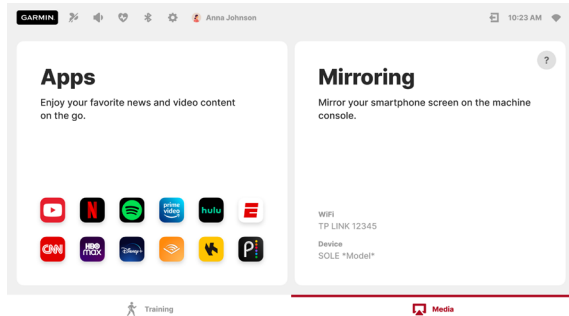 GARMIN
Anna Johnson
10:23 AM
Apps
Enjoy your favorite news and video content
on the go.
prime
video
hulu
CNN
HBO
max
Disney+
Mirroring
?
Mirror your smartphone screen on the machine
console.
WiFi
TP LINK 12345
Device
SOLE *Model*
Training
Media